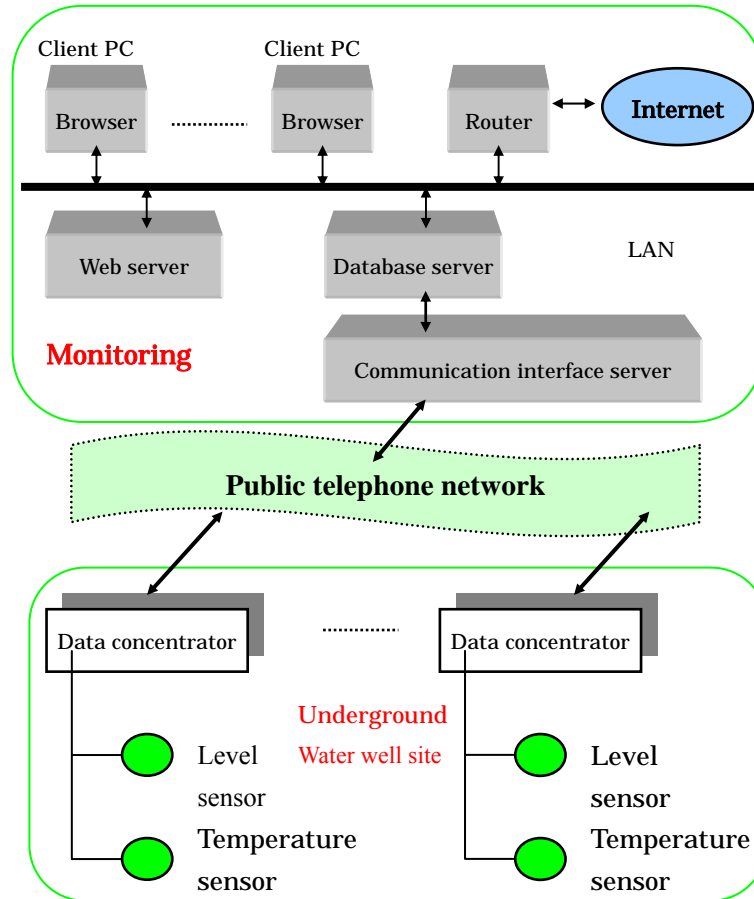 Client PC
Client PC
Browser
Browser
Router
Internet
Web server
Database server
LAN
Monitoring
Communication interface server
Public telephone network
Data concentrator
Data concentrator
Underground
Water well site
Level
sensor
Level
sensor
Temperature
sensor
Temperature
sensor